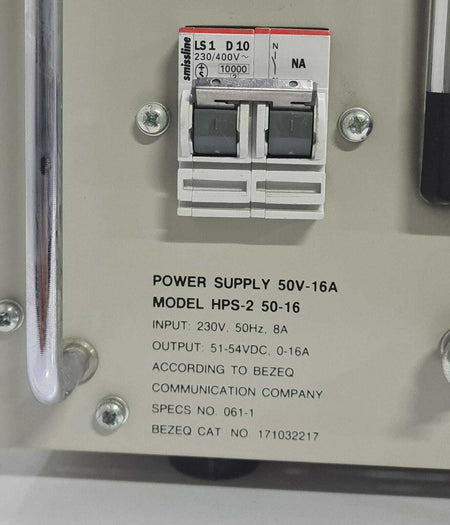 smissline
LS1 D10
230/400V~
10000
N
NA
POWER SUPPLY 50V-16A
MODEL HPS-2 50-16
INPUT: 230V, 50Hz, 8A
OUTPUT: 51-54VDC, 0-16A
ACCORDING TO BEZEQ
COMMUNICATION COMPANY
SPECS NO. 061-1
BEZEQ CAT NO 171032217